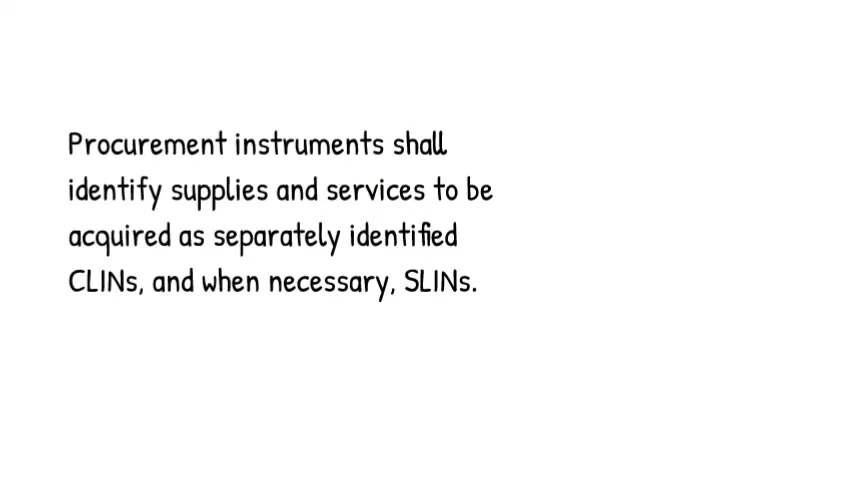 Procurement instruments shall
identify supplies and services to be
acquired as separately identified
CLINs, and when necessary, SLINs.